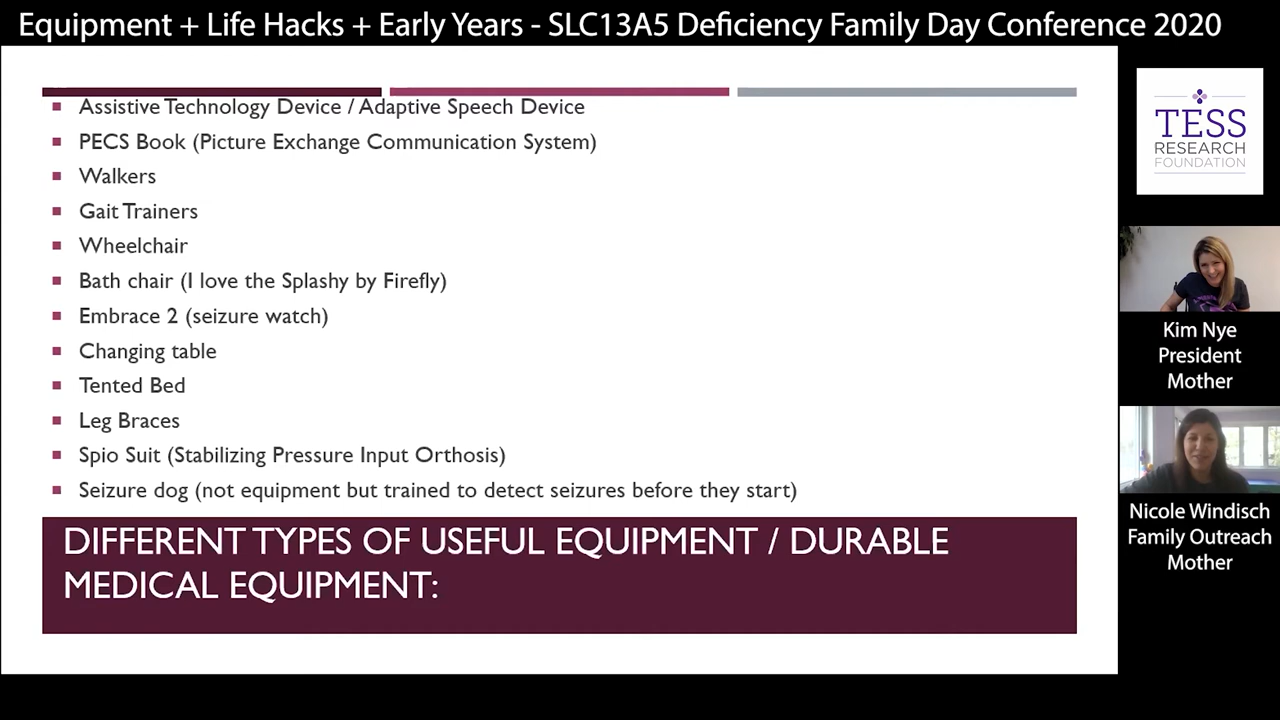 Equipment + Life Hacks + Early Years - SLC13A5 Deficiency Family Day Conference 2020
Assistive Technology Device / Adaptive Speech Device
PECS Book (Picture Exchange Communication System)
Walkers
Gait Trainers
Wheelchair
Bath chair (I love the Splashy by Firefly)
Embrace 2 (seizure watch)
Changing table
Tented Bed
Leg Braces
Spio Suit (Stabilizing Pressure Input Orthosis)
Seizure dog (not equipment but trained to detect seizures before they start)
DIFFERENT TYPES OF USEFUL EQUIPMENT / DURABLE
MEDICAL EQUIPMENT:
TESS
RESEARCH
FOUNDATION
Kim Nye
President
Mother
Nicole Windisch
Family Outreach
Mother